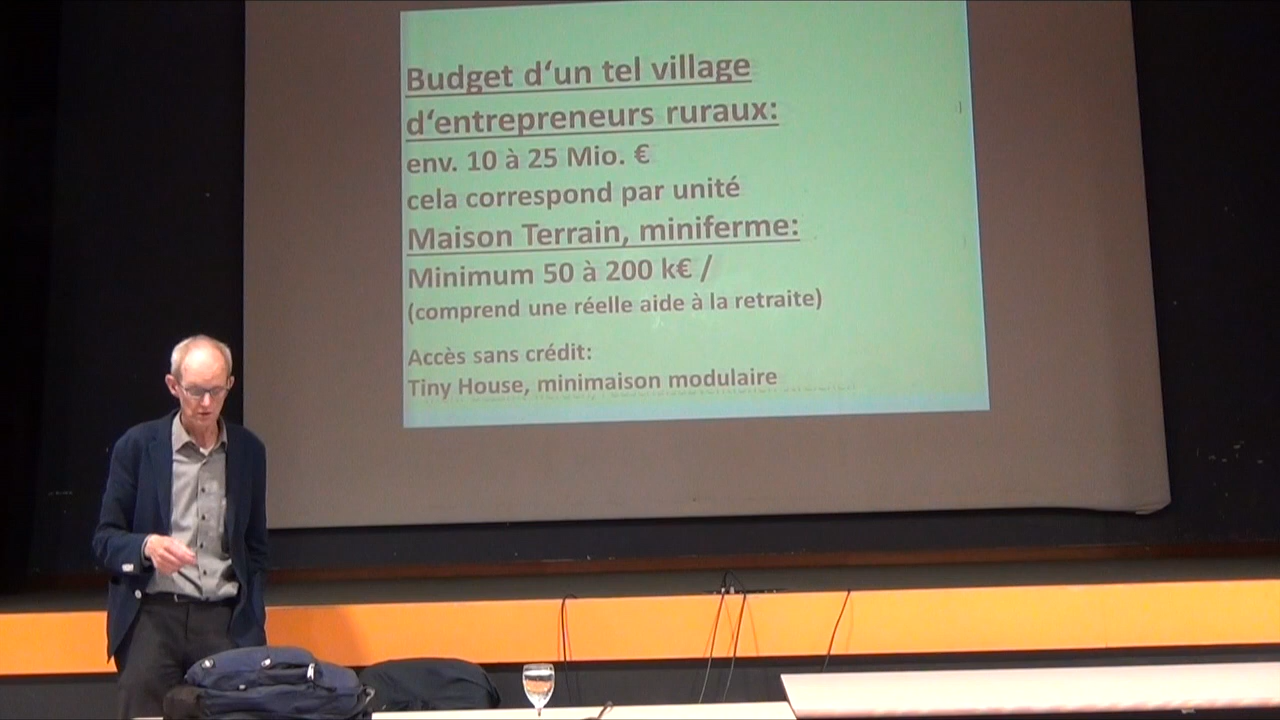 Budget d‘un tel village
d‘entrepreneurs ruraux:
env. 10 à 25 Mio. €
cela correspond par unité
Maison Terrain, miniferme:
Minimum 50 à 200 k€ /
(comprend une réelle aide à la retraite)
Accès sans crédit:
Tiny House, minimaison modulaire